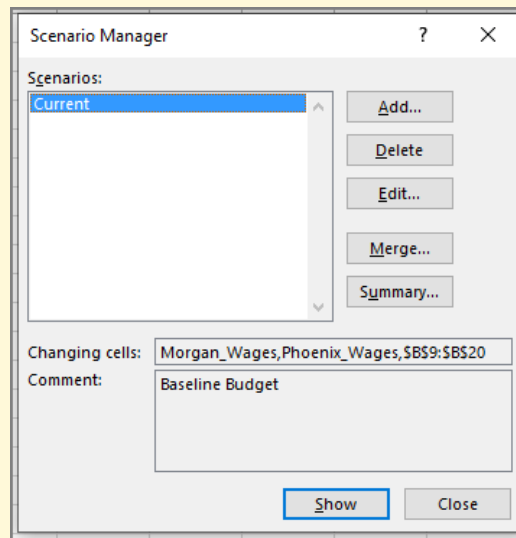 Scenario Manager ? ×
Scenarios:
Current
Add...
Delete
Edit...
Merge...
Summary...
Changing cells: Morgan_Wages,Phoenix_Wages,$B$9:$B$20
Comment: Baseline Budget
Show Close